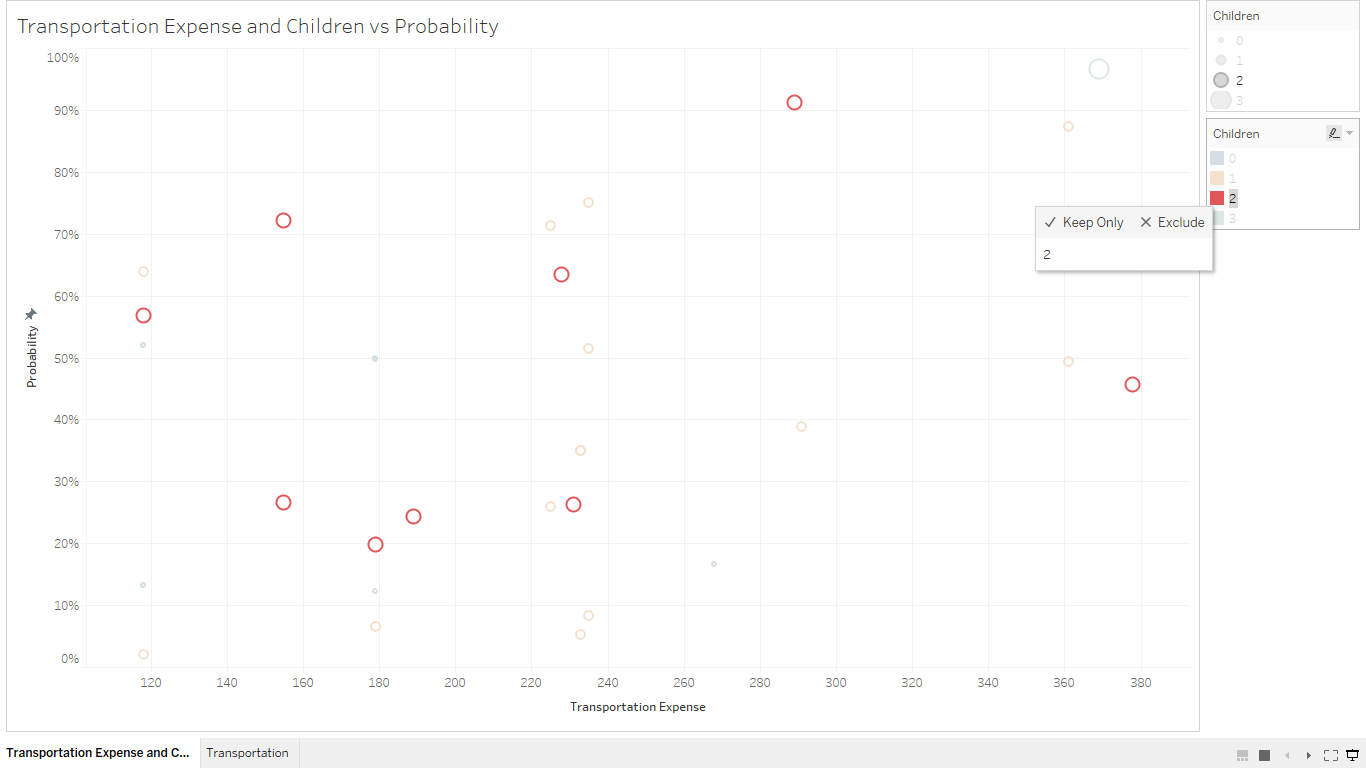 Transportation Expense and Children vs Probability
100%
90%
80%
70%
60%
50%
40%
30%
20%
10%
0%
Probability
120 140 160 180 200 220 240 260 280 300 320 340 360 380
Transportation Expense
Children
0
1
2
3
Children
0
1
2
3
Keep Only Exclude
2
Transportation Expense and C... Transportation